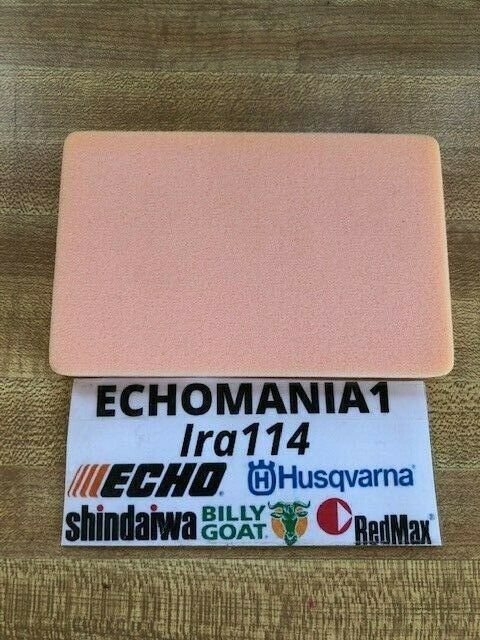 ECHOMANIA1
Ira114
ECHO Husqvarna
shindaiwa BILLY GOAT RedMax